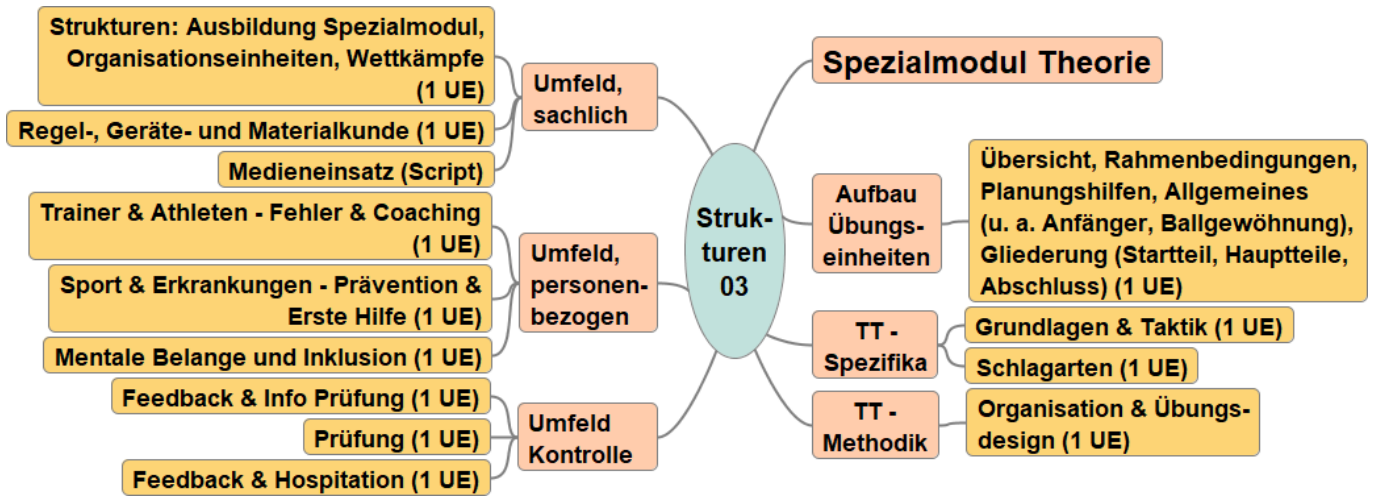 Strukturen: Ausbildung Spezialmodul,
Organisationseinheiten, Wettkämpfe
(1 UE)
Regel-, Geräte- und Materialkunde (1 UE)
Medieneinsatz (Script)
Umfeld,
sachlich
Trainer & Athleten - Fehler & Coaching
(1 UE)
Sport & Erkrankungen - Prävention &
Erste Hilfe (1 UE)
Mentale Belange und Inklusion (1 UE)
Umfeld,
personen-
bezogen
Feedback & Info Prüfung (1 UE)
Prüfung (1 UE)
Feedback & Hospitation (1 UE)
Umfeld
Kontrolle
Struk-
turen
03
Spezialmodul Theorie
Aufbau
Übungs-
einheiten
Übersicht, Rahmenbedingungen,
Planungshilfen, Allgemeines
(u. a. Anfänger, Ballgewöhnung),
Gliederung (Startteil, Hauptteile,
Abschluss) (1 UE)
TT -
Spezifika
Grundlagen & Taktik (1 UE)
Schlagarten (1 UE)
TT -
Methodik
Organisation & Übungs-
design (1 UE)